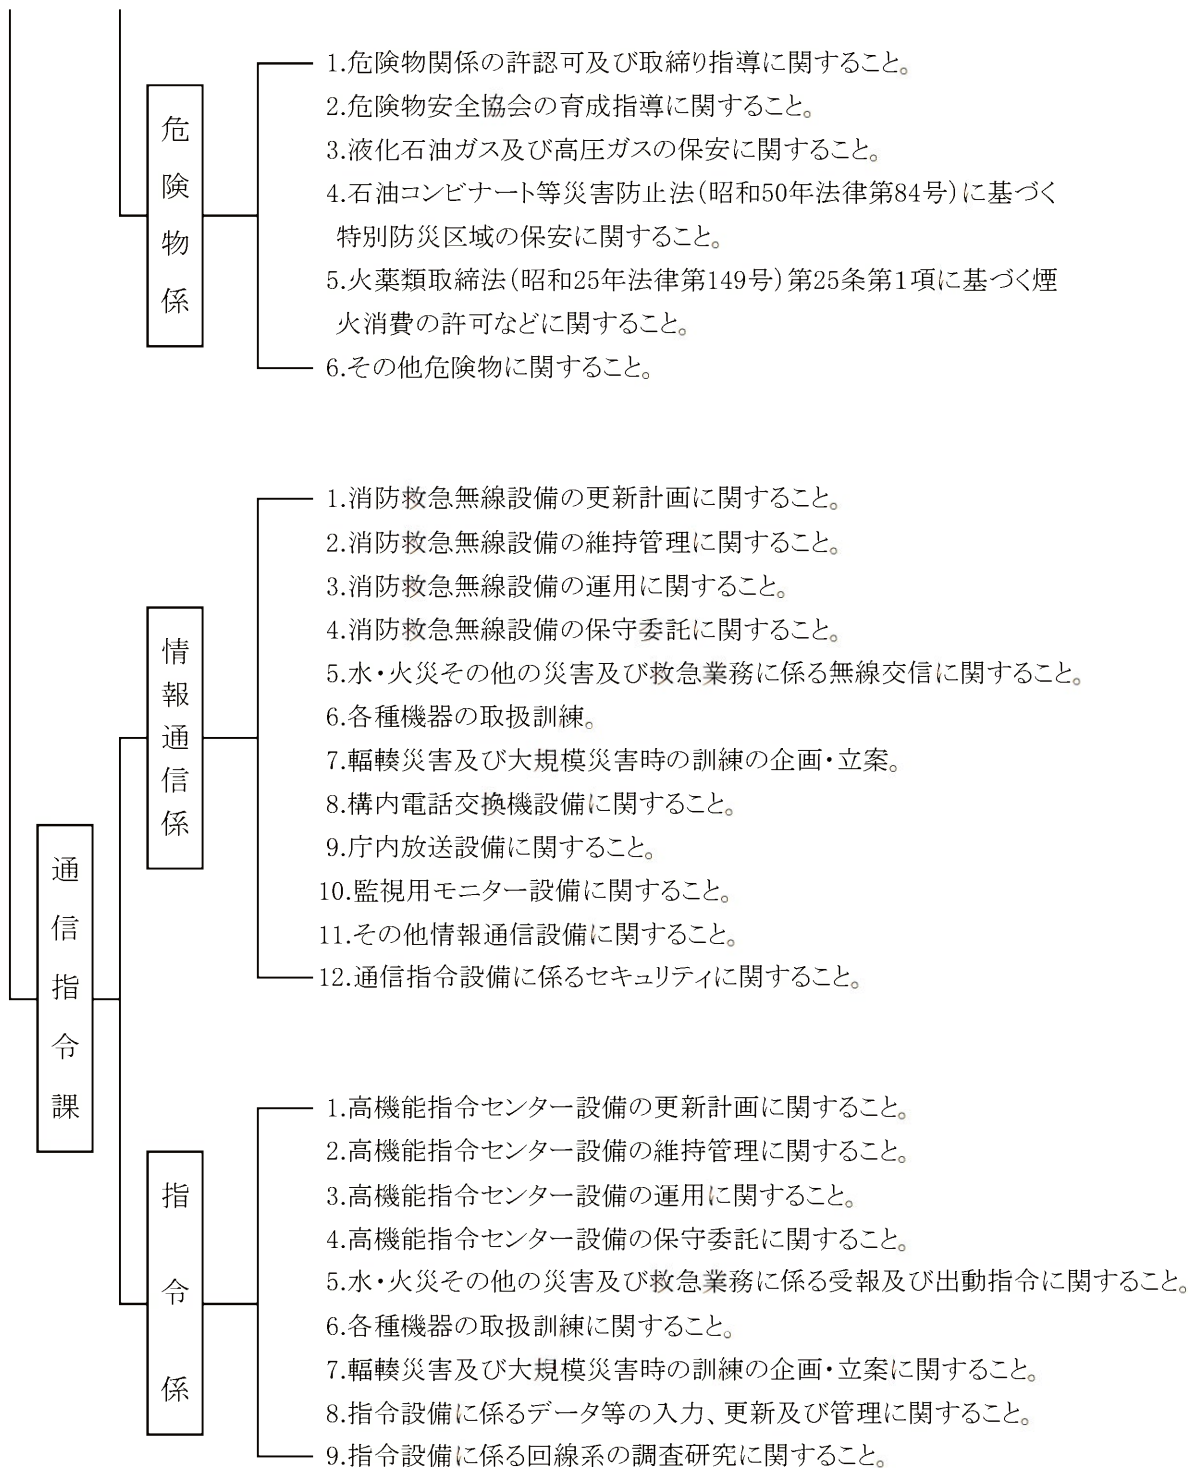 危険物係
1.危険物関係の許認可及び取締り指導に関すること。
2.危険物安全協会の育成指導に関すること。
3.液化石油ガス及び高圧ガスの保安に関すること。
4.石油コンビナート等災害防止法(昭和50年法律第84号)に基づく
特別防災区域の保安に関すること。
5.火薬類取締法(昭和25年法律第149号)第25条第1項に基づく煙
火消費の許可などに関すること。
6.その他危険物に関すること。
通信指令課
情報通信係
1.消防救急無線設備の更新計画に関すること。
2.消防救急無線設備の維持管理に関すること。
3.消防救急無線設備の運用に関すること。
4.消防救急無線設備の保守委託に関すること。
5.水・火災その他の災害及び救急業務に係る無線交信に関すること。
6.各種機器の取扱訓練。
7.輻輳災害及び大規模災害時の訓練の企画・立案。
8.構内電話交換機設備に関すること。
9.庁内放送設備に関すること。
10.監視用モニター設備に関すること。
11.その他情報通信設備に関すること。
12.通信指令設備に係るセキュリティに関すること。
指令係
1.高機能指令センター設備の更新計画に関すること。
2.高機能指令センター設備の維持管理に関すること。
3.高機能指令センター設備の運用に関すること。
4.高機能指令センター設備の保守委託に関すること。
5.水・火災その他の災害及び救急業務に係る受報及び出動指令に関すること。
6.各種機器の取扱訓練に関すること。
7.輻輳災害及び大規模災害時の訓練の企画・立案に関すること。
8.指令設備に係るデータ等の入力、更新及び管理に関すること。
9.指令設備に係る回線系の調査研究に関すること。